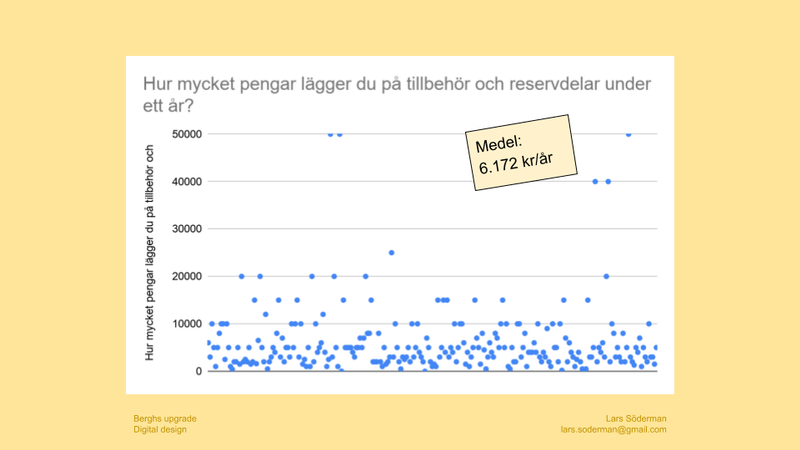 Hur mycket pengar lägger du på tillbehör och reservdelar under
ett år?
Hur mycket pengar lägger du på tillbehör och
50000
40000
30000
20000
10000
0
Medel:
6.172 kr/år
Berghs upgrade
Digital design
Lars Söderman
lars.soderman@gmail.com